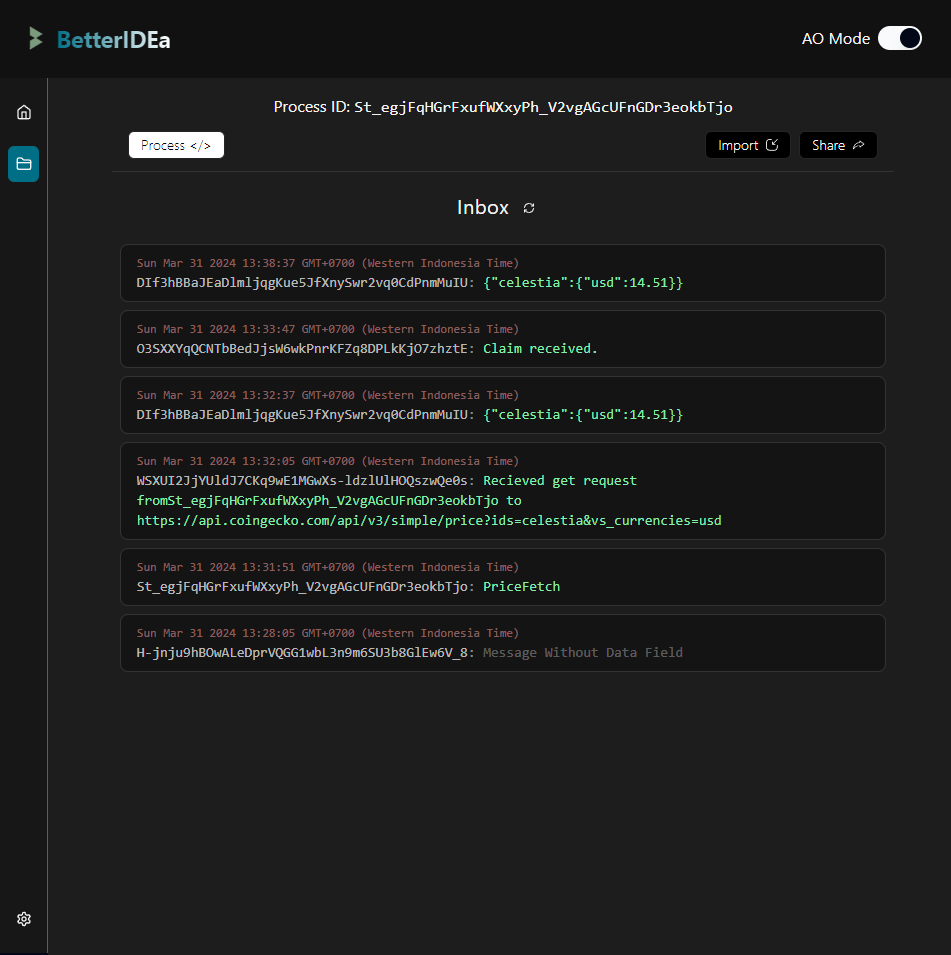 BetterIDEa
AO Mode
Process ID: St_egjFqHGrFxufWXxyPh_V2vgAGcUFnGDr3eokbTjo
Process </>
Import
Share
Inbox
Sun Mar 31 2024 13:38:37 GMT+0700 (Western Indonesia Time)
DIf3hBBaJEaDlmljqgKue5JfXnySwr2vq0CdPnmMuIU: {"celestia":{"usd":14.51}}
Sun Mar 31 2024 13:33:47 GMT+0700 (Western Indonesia Time)
O3SXXYqQCNTbBedJjsW6wkPnrKFZq8DPLkKjO7zhztE: Claim received.
Sun Mar 31 2024 13:32:37 GMT+0700 (Western Indonesia Time)
DIf3hBBaJEaDlmljqgKue5JfXnySwr2vq0CdPnmMuIU: {"celestia":{"usd":14.51}}
Sun Mar 31 2024 13:32:05 GMT+0700 (Western Indonesia Time)
WSXUI2JjYUldJ7CKq9wE1MGwXs-ldzlUlHOQszwQe0s: Recieved get request
fromSt_egjFqHGrFxufWXxyPh_V2vgAGcUFnGDr3eokbTjo to
https://api.coingecko.com/api/v3/simple/price?ids=celestia&vs_currencies=usd
Sun Mar 31 2024 13:31:51 GMT+0700 (Western Indonesia Time)
St_egjFqHGrFxufWXxyPh_V2vgAGcUFnGDr3eokbTjo: PriceFetch
Sun Mar 31 2024 13:28:05 GMT+0700 (Western Indonesia Time)
H-jnju9hBOwALeDprVQGG1wbL3n9m6SU3b8GlEw6V_8: Message Without Data Field